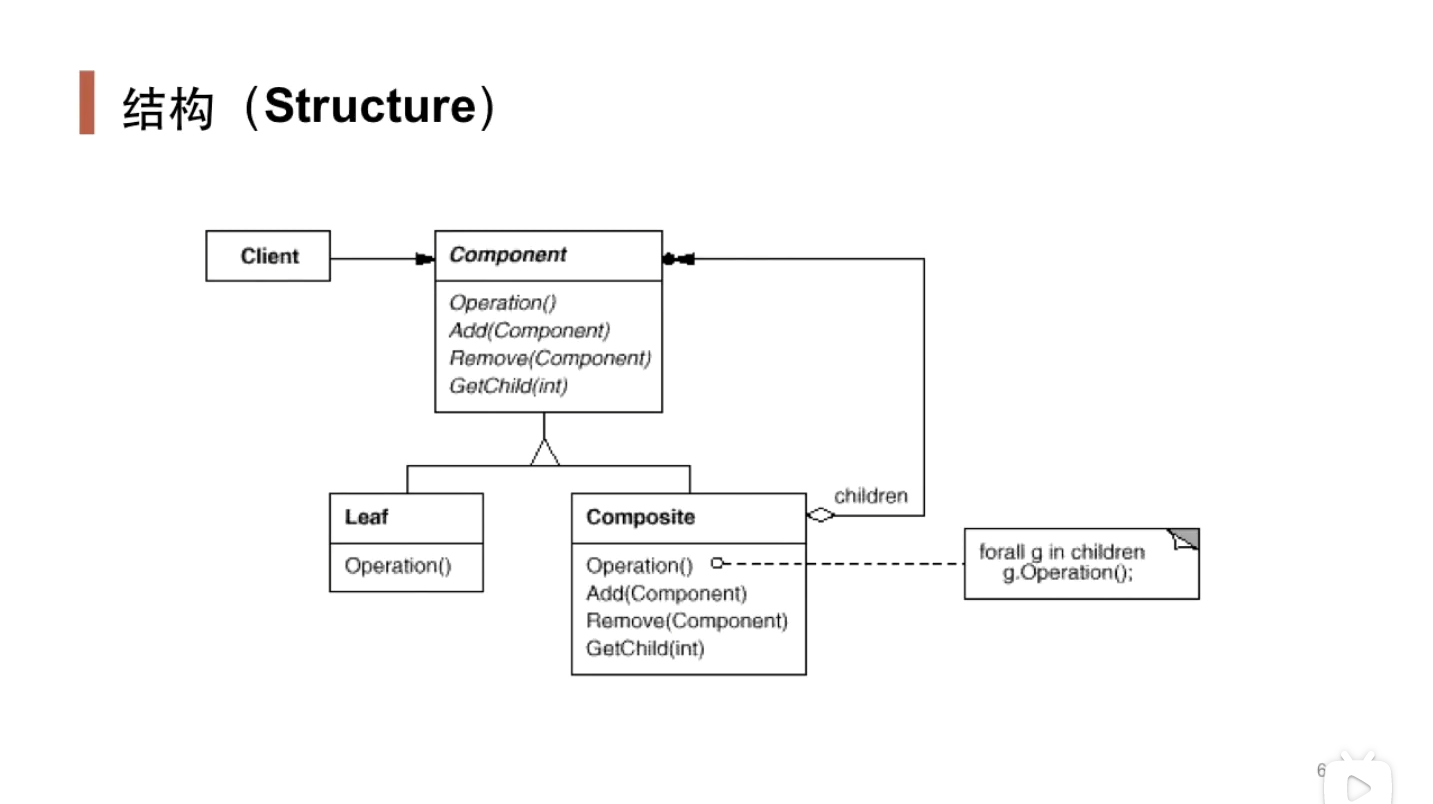 结构（Structure）
Client
Component
Operation()
Add(Component)
Remove(Component)
GetChild(int)
children
Leaf
Operation()
Composite
Operation()
Add(Component)
Remove(Component)
GetChild(int)
forall g in children
g.Operation();
6